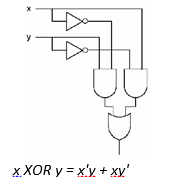 x
y
x XOR y = x'y + xy'